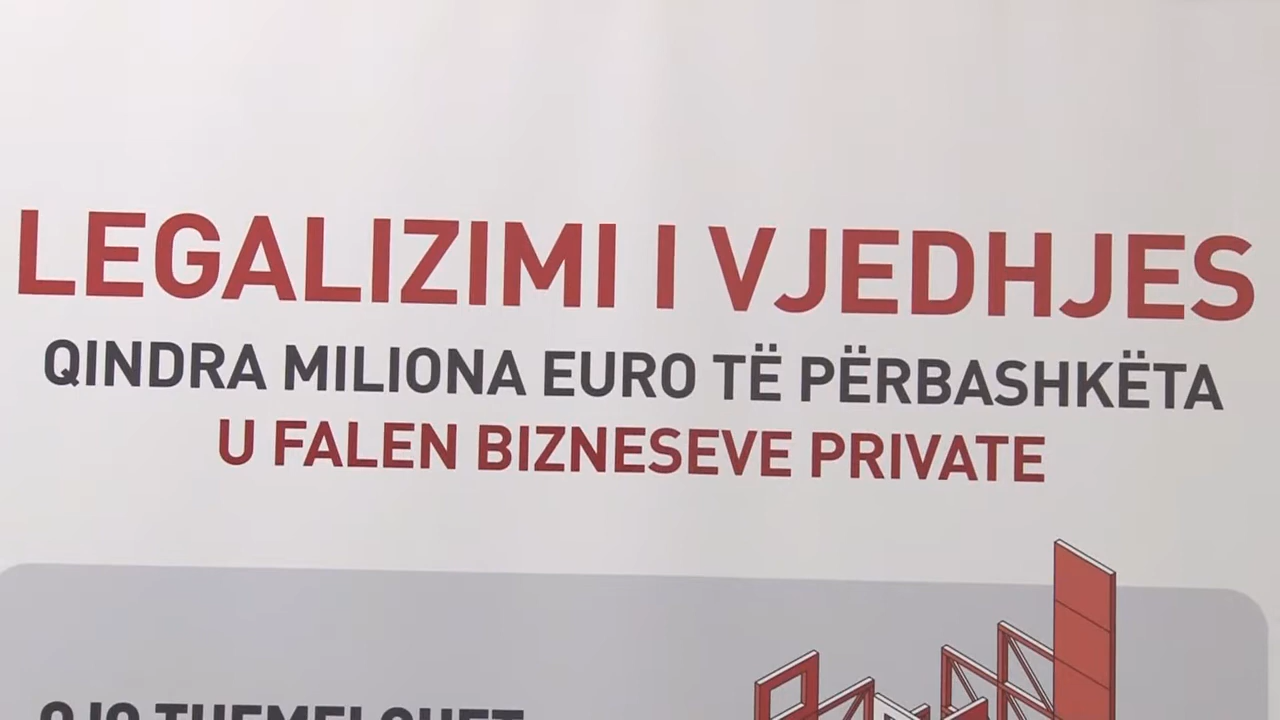 LEGALIZIMI I VJEDHJES
QINDRA MILIONA EURO TË PËRBASHKËTA
U FALEN BIZNESEVE PRIVATE